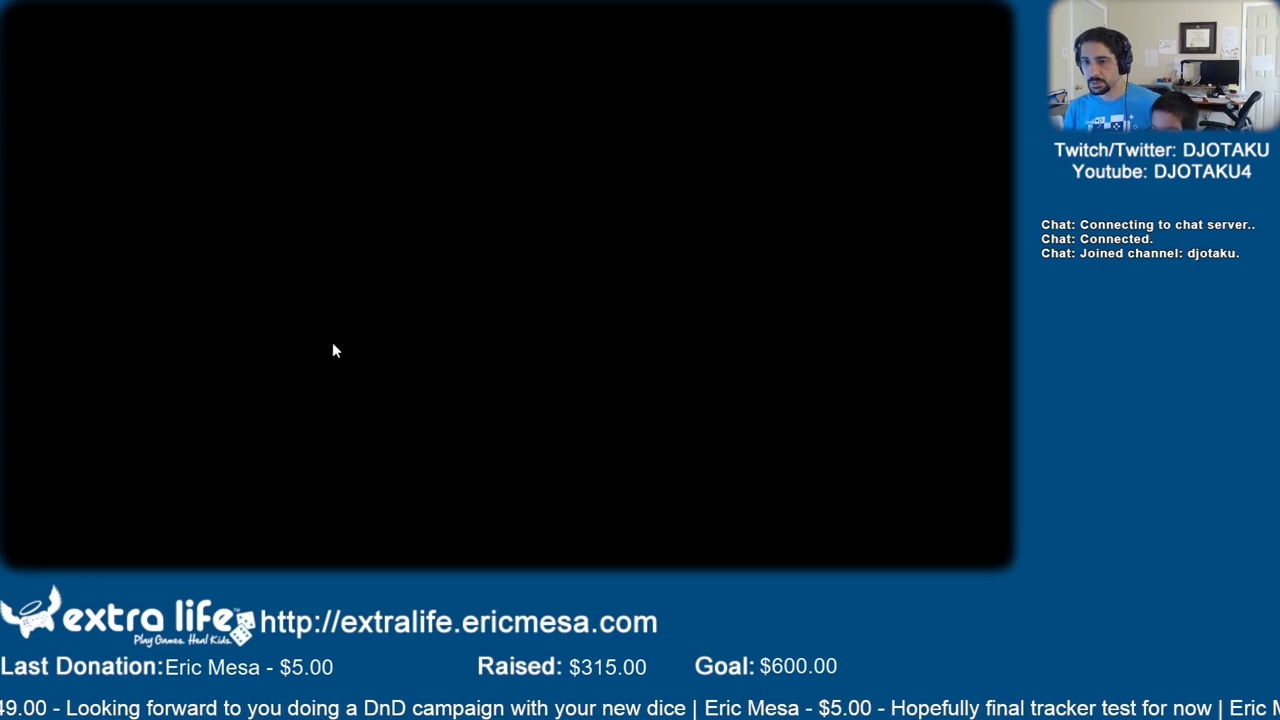 Twitch/Twitter: DJOTAKU
Youtube: DJOTAKU4
Chat: Connecting to chat server..
Chat: Connected.
Chat: Joined channel: djotaku.
extra life
Play Games. Heal Kids.
http://extralife.ericmesa.com
Last Donation: Eric Mesa - $5.00 Raised: $315.00 Goal: $600.00
49.00 - Looking forward to you doing a DnD campaign with your new dice | Eric Mesa - $5.00 - Hopefully final tracker test for now | Eric M